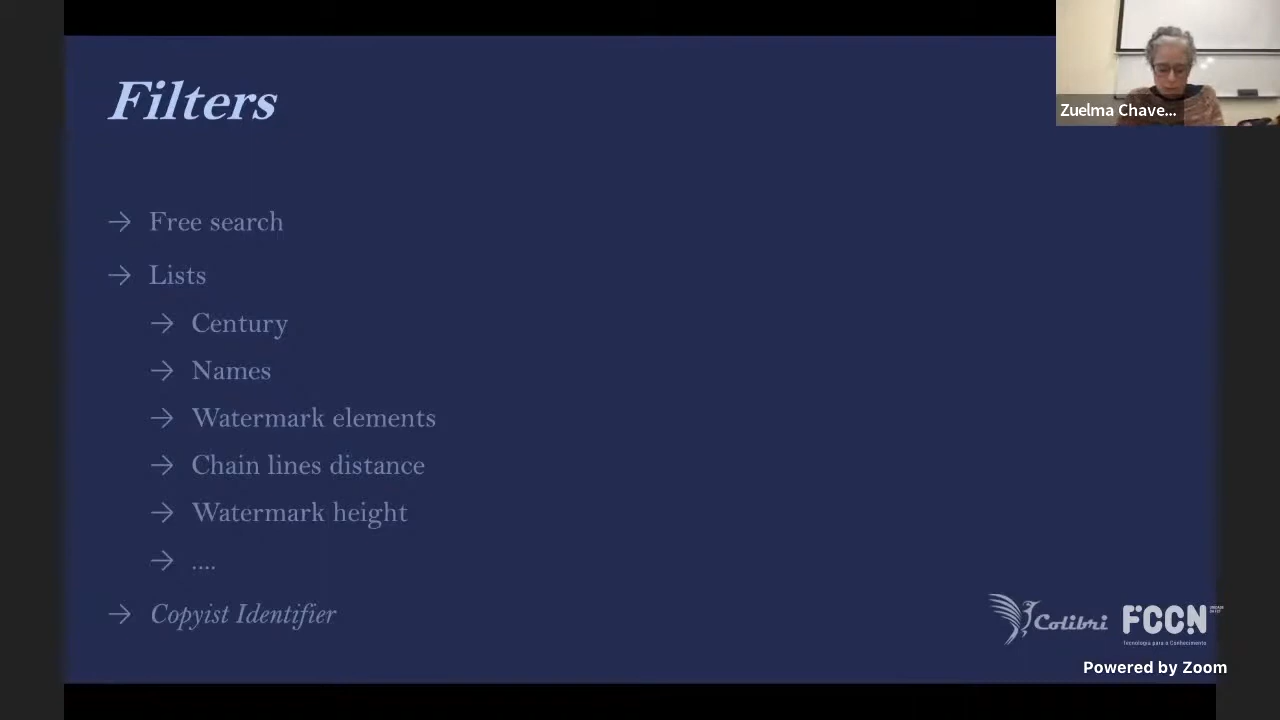 Filters
Zuelma Chave...
→ Free search
→ Lists
→ Century
→ Names
→ Watermark elements
→ Chain lines distance
→ Watermark height
→ ....
→ Copyist Identifier
Colibri
FCCN
Tecnologia para o Conhecimento
Powered by Zoom